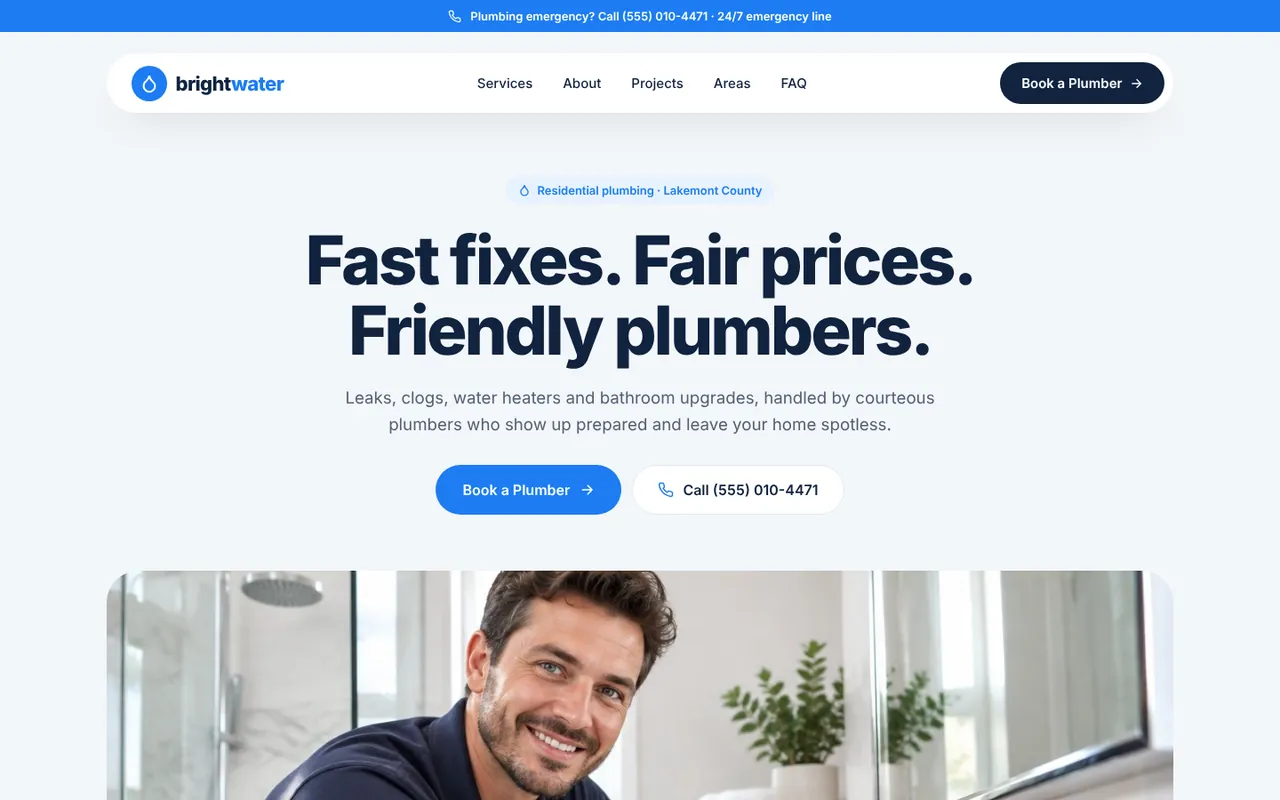 Plumbing emergency? Call (555) 010-4471 · 24/7 emergency line
brightwater
Services
About
Projects
Areas
FAQ
Book a Plumber
Residential plumbing · Lakemont County
Fast fixes. Fair prices.
Friendly plumbers.
Leaks, clogs, water heaters and bathroom upgrades, handled by courteous
plumbers who show up prepared and leave your home spotless.
Book a Plumber
Call (555) 010-4471